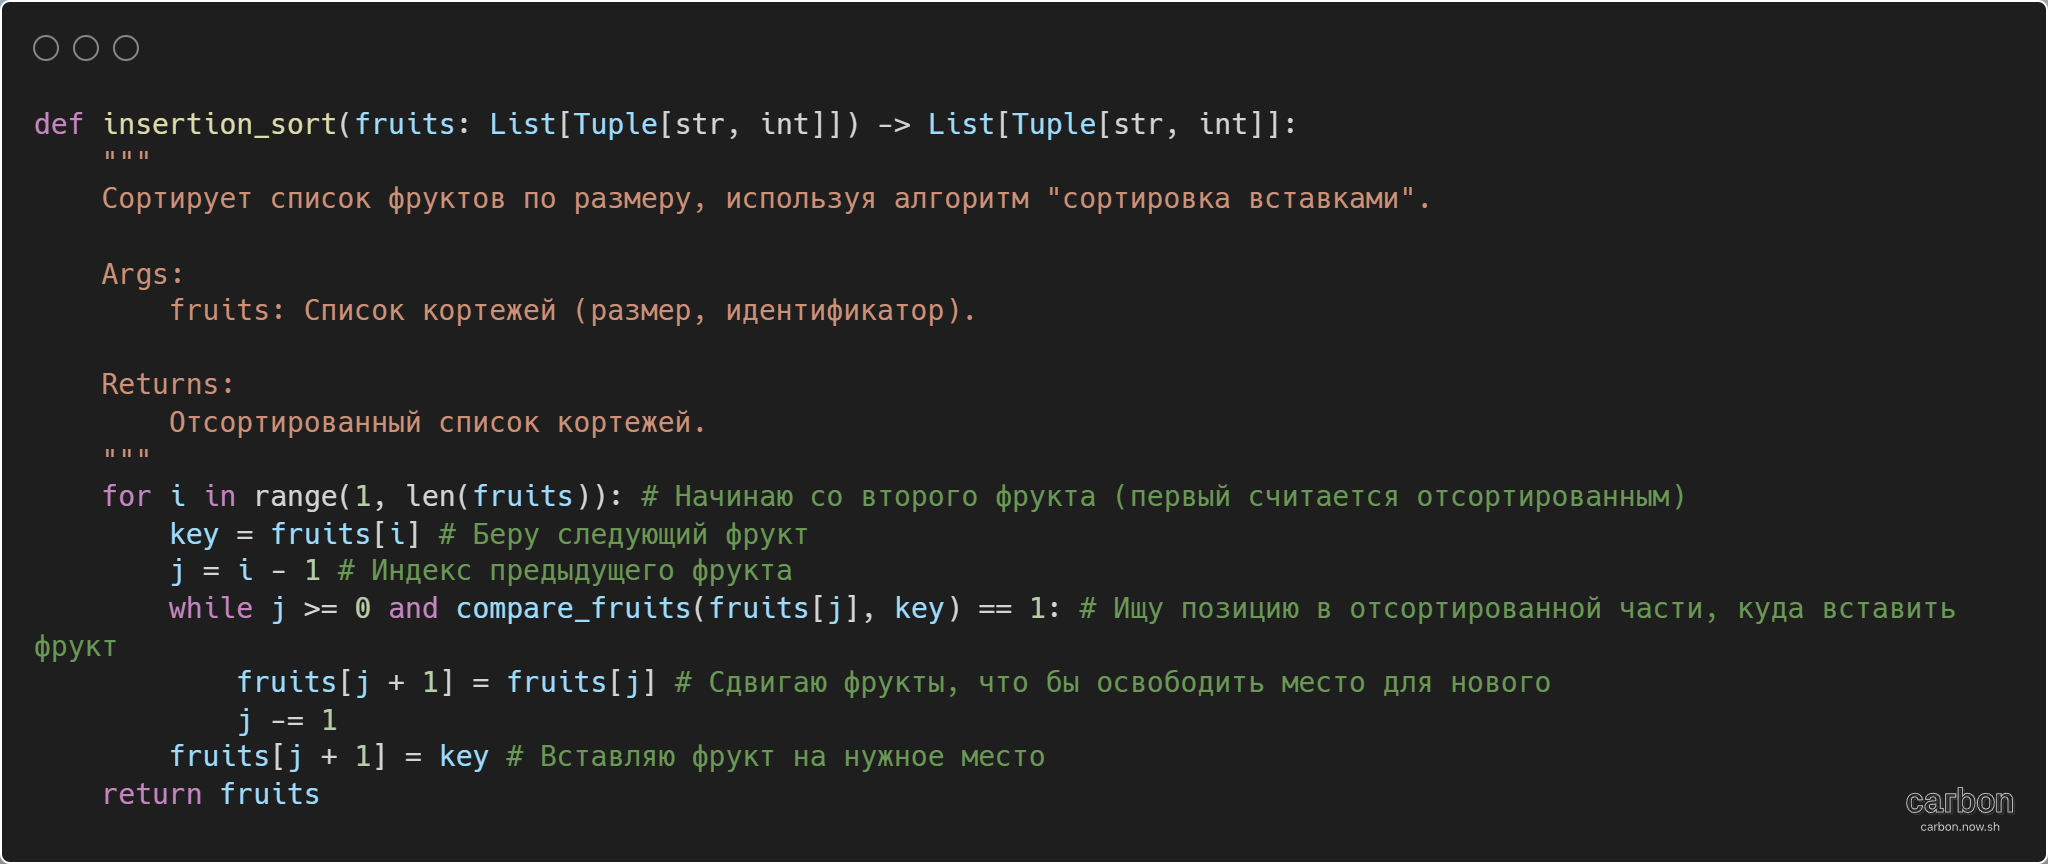 def insertion_sort(fruits: List[Tuple[str, int]]) -> List[Tuple[str, int]]:
    """
    Сортирует список фруктов по размеру, используя алгоритм "сортировка вставками".

    Args:
        fruits: Список кортежей (размер, идентификатор).

    Returns:
        Отсортированный список кортежей.
    """
    for i in range(1, len(fruits)): # Начинаю со второго фрукта (первый считается отсортированным)
        key = fruits[i] # Беру следующий фрукт
        j = i - 1 # Индекс предыдущего фрукта
        while j >= 0 and compare_fruits(fruits[j], key) == 1: # Ищу позицию в отсортированной части, куда вставить
фрукт
            fruits[j + 1] = fruits[j] # Сдвигаю фрукты, что бы освободить место для нового
            j -= 1
        fruits[j + 1] = key # Вставляю фрукт на нужное место
    return fruits
carbon
carbon.now.sh